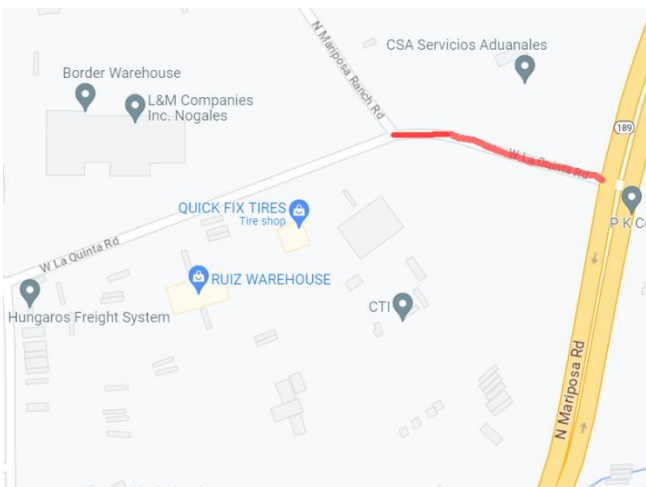 N Mariposa Ranch Rd
CSA Servicios Aduanales
Border Warehouse
L&M Companies
Inc. Nogales
189
W La Quinta Rd
QUICK FIX TIRES
Tire shop
P K C
W La Quinta Rd
RUIZ WAREHOUSE
CTI
Hungaros Freight System
N Mariposa Rd